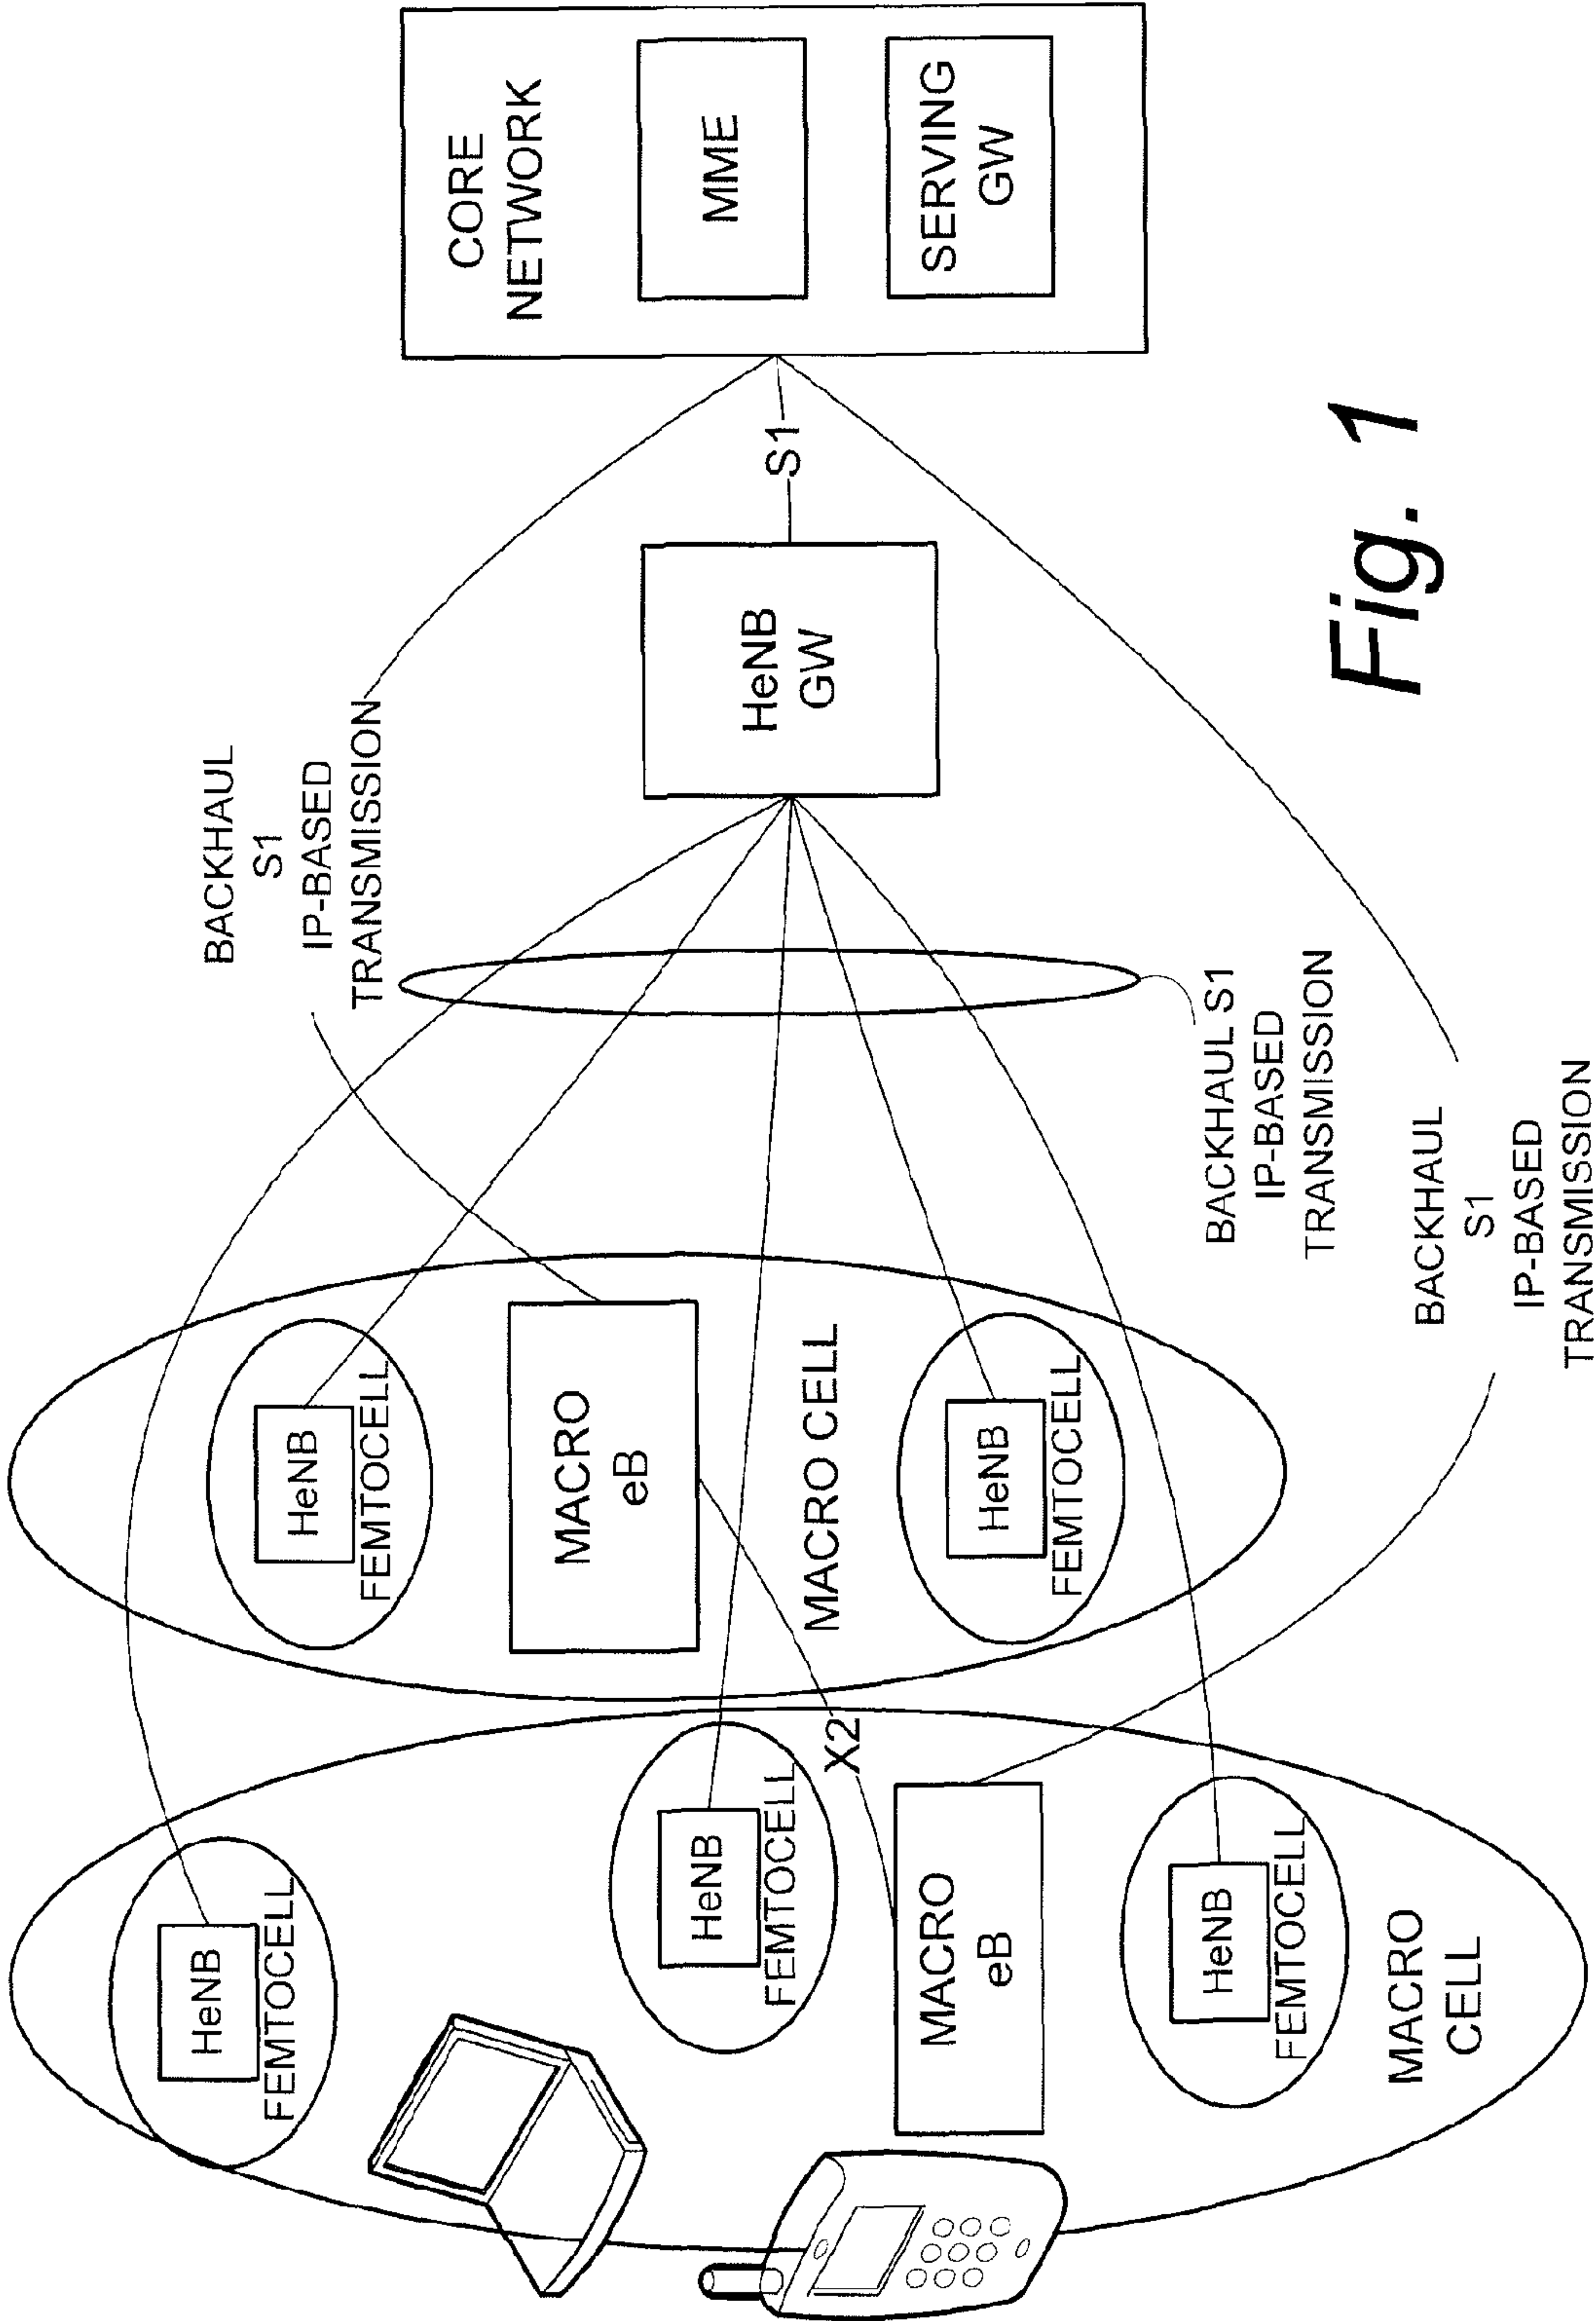 HeNB
FEMTOCELL
HeNB
FEMTOCELL
MACRO
eB
HeNB
FEMTOCELL
MACRO
CELL
X2
HeNB
FEMTOCELL
MACRO
eB
MACRO CELL
HeNB
FEMTOCELL
BACKHAUL
S1
IP-BASED
TRANSMISSION
BACKHAUL S1
IP-BASED
TRANSMISSION
BACKHAUL
S1
IP-BASED
TRANSMISSION
HeNB
GW
S1
CORE
NETWORK
MME
SERVING
GW
Fig. 1